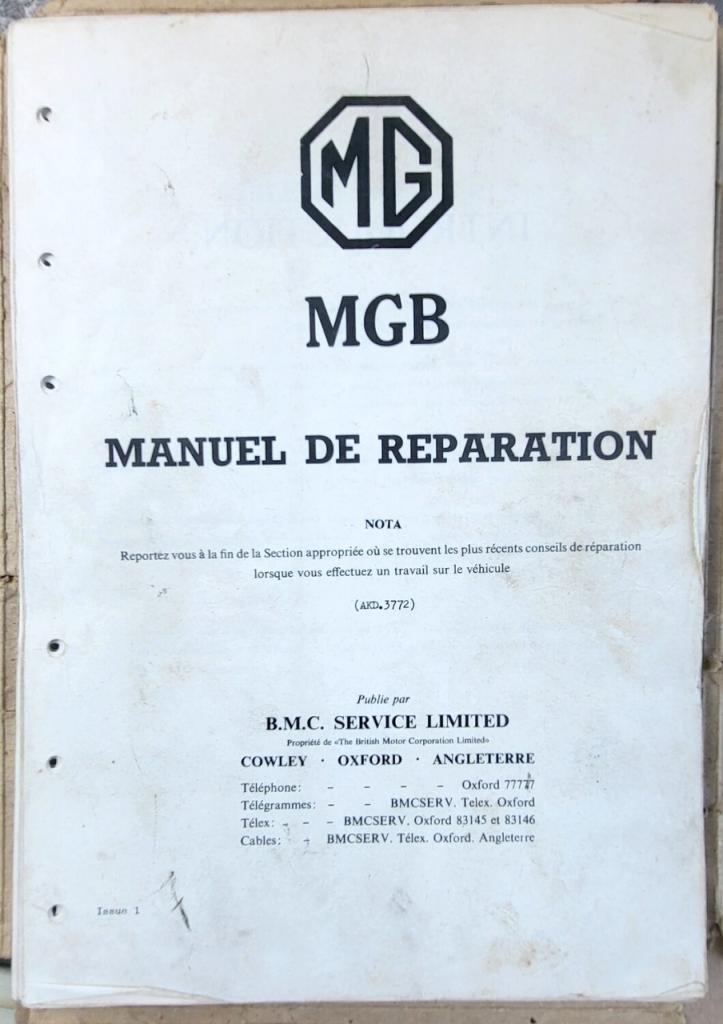 MG
MGB
MANUEL DE REPARATION
NOTA
Reportez vous à la fin de la Section appropriée où se trouvent les plus récents conseils de réparation
lorsque vous effectuez un travail sur le véhicule
(AKD.3772)
Publie par
B.M.C. SERVICE LIMITED
Propriété de «The British Motor Corporation Limited»
COWLEY · OXFORD · ANGLETERRE
Téléphone: - - - - Oxford 77777
Télégrammes: - - BMCSERV. Telex. Oxford
Télex: - - - BMCSERV. Oxford 83145 et 83146
Cables: - BMCSERV. Télex. Oxford. Angleterre
Issue 1